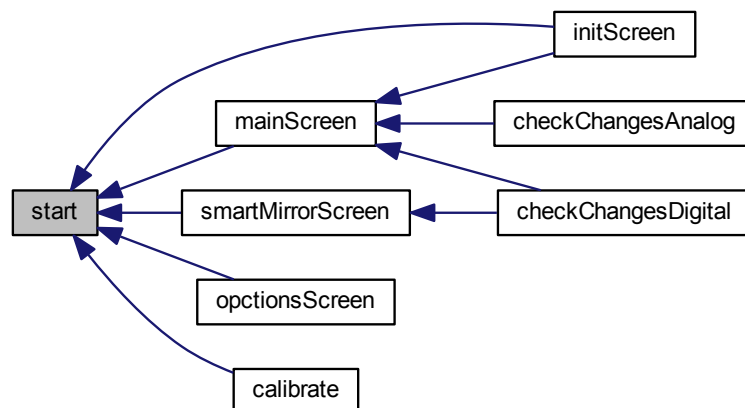 initScreen
mainScreen
checkChangesAnalog
start
smartMirrorScreen
checkChangesDigital
opctionsScreen
calibrate